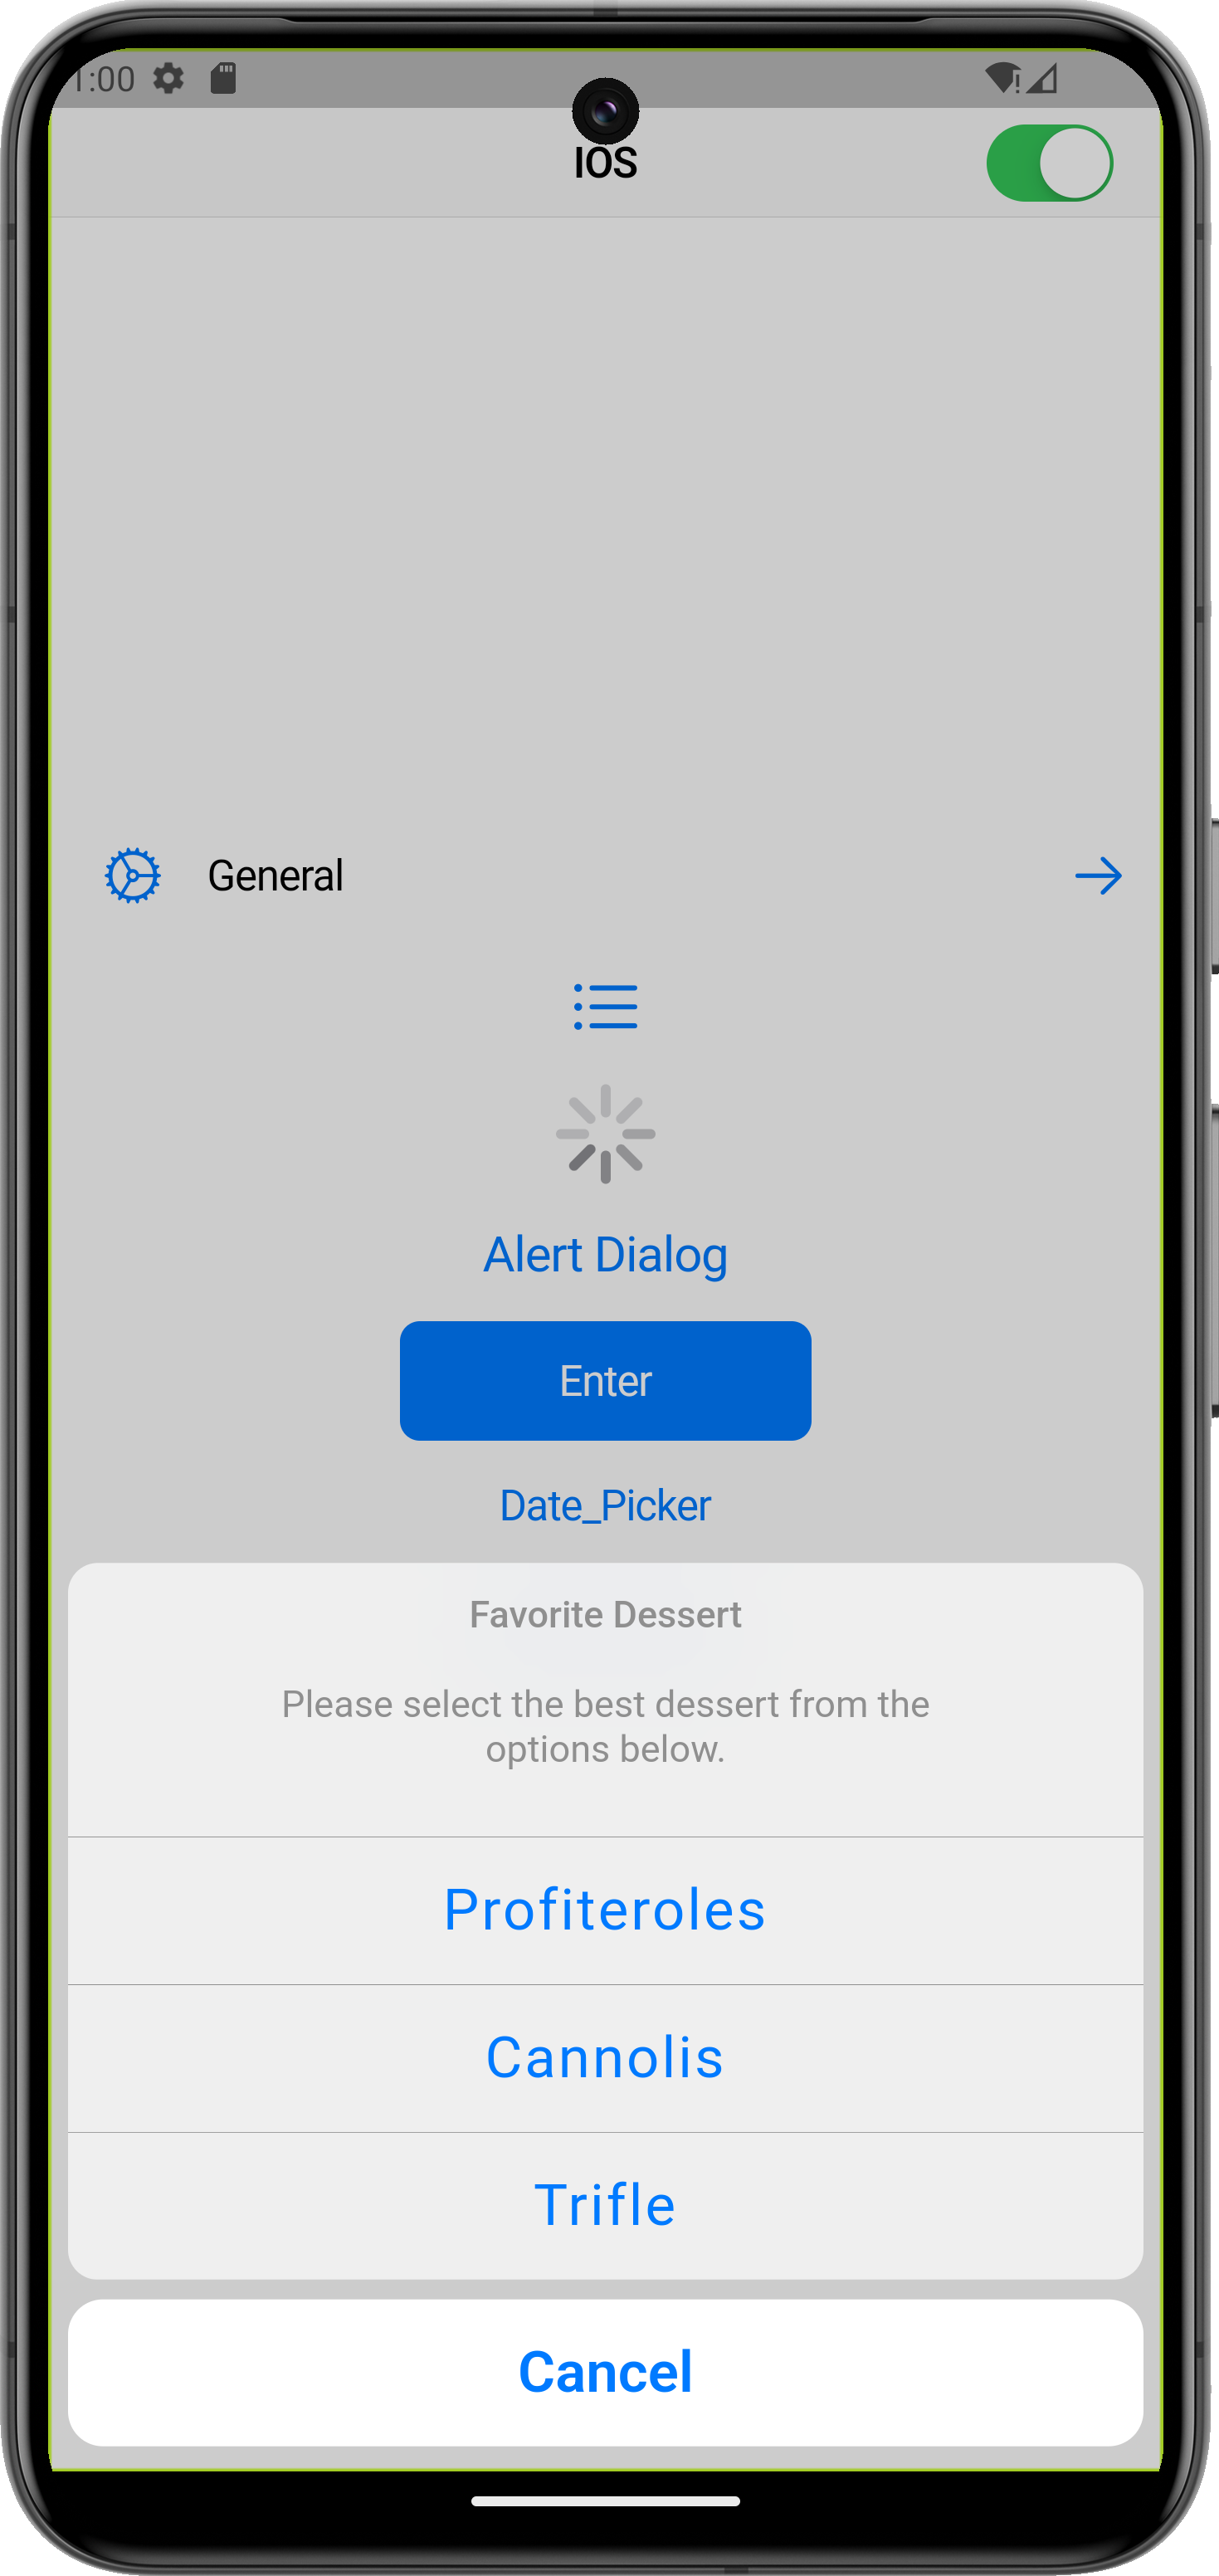 1:00
IOS
General
Alert Dialog
Enter
Date_Picker
Favorite Dessert
Please select the best dessert from the
options below.
Profiteroles
Cannolis
Trifle
Cancel